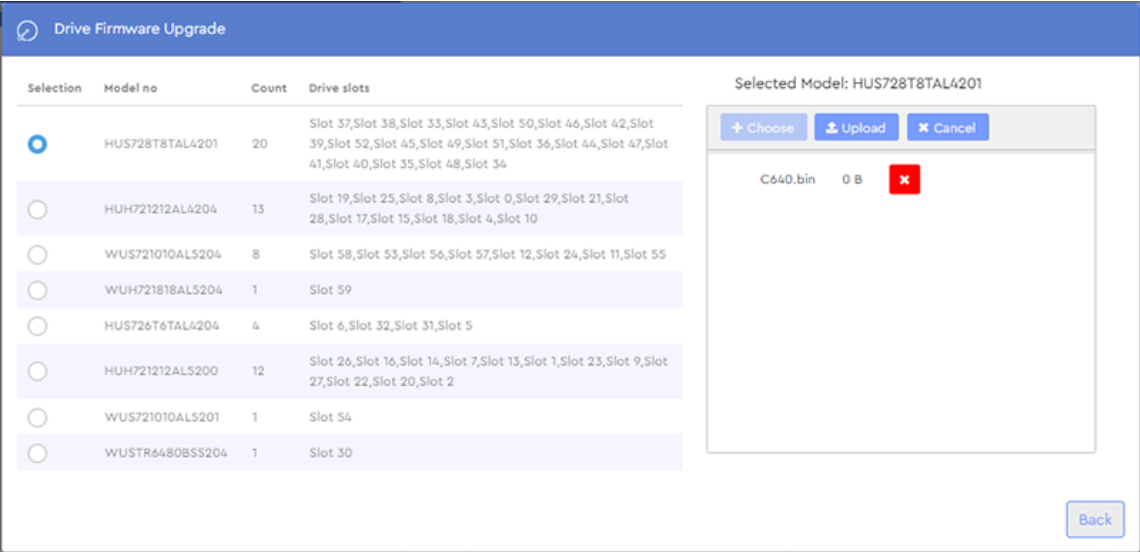 Drive Firmware Upgrade
Selection Model no Count Drive slots
HUS728T8TAL4201 20 Slot 37,Slot 38,Slot 33,Slot 43,Slot 50,Slot 46,Slot 42,Slot
39,Slot 52,Slot 45,Slot 49,Slot 51,Slot 36,Slot 44,Slot 47,Slot
41,Slot 40,Slot 35,Slot 48,Slot 34
HUH721212AL4204 13 Slot 19,Slot 25,Slot 8,Slot 3,Slot 0,Slot 29,Slot 21,Slot
28,Slot 17,Slot 15,Slot 18,Slot 4,Slot 10
WUS721010AL5204 8 Slot 58,Slot 53,Slot 56,Slot 57,Slot 12,Slot 24,Slot 11,Slot 55
WUH721818AL5204 1 Slot 59
HUS726T6TAL4204 4 Slot 6,Slot 32,Slot 31,Slot 5
HUH721212AL5200 12 Slot 26,Slot 16,Slot 14,Slot 7,Slot 13,Slot 1,Slot 23,Slot 9,Slot
27,Slot 22,Slot 20,Slot 2
WUS721010AL5201 1 Slot 54
WUSTR6480BSS204 1 Slot 30
Selected Model: HUS728T8TAL4201
Choose Upload Cancel
C640.bin 0 B
Back